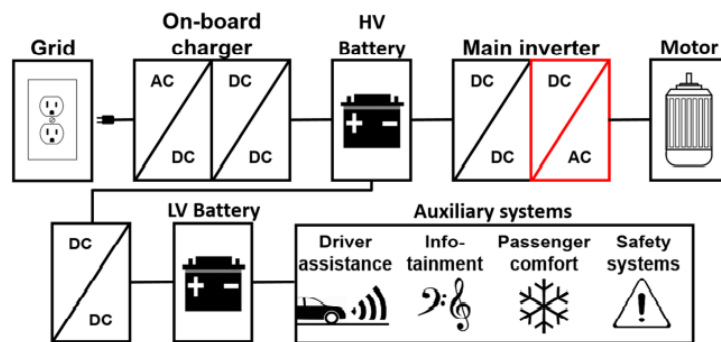 Grid
On-board
charger
HV
Battery
Main inverter
Motor
AC
DC
DC
DC
+ −
DC
DC
DC
AC
LV Battery
Auxiliary systems
DC
DC
+ −
Driver
assistance
Info-
tainment
Passenger
comfort
Safety
systems
!